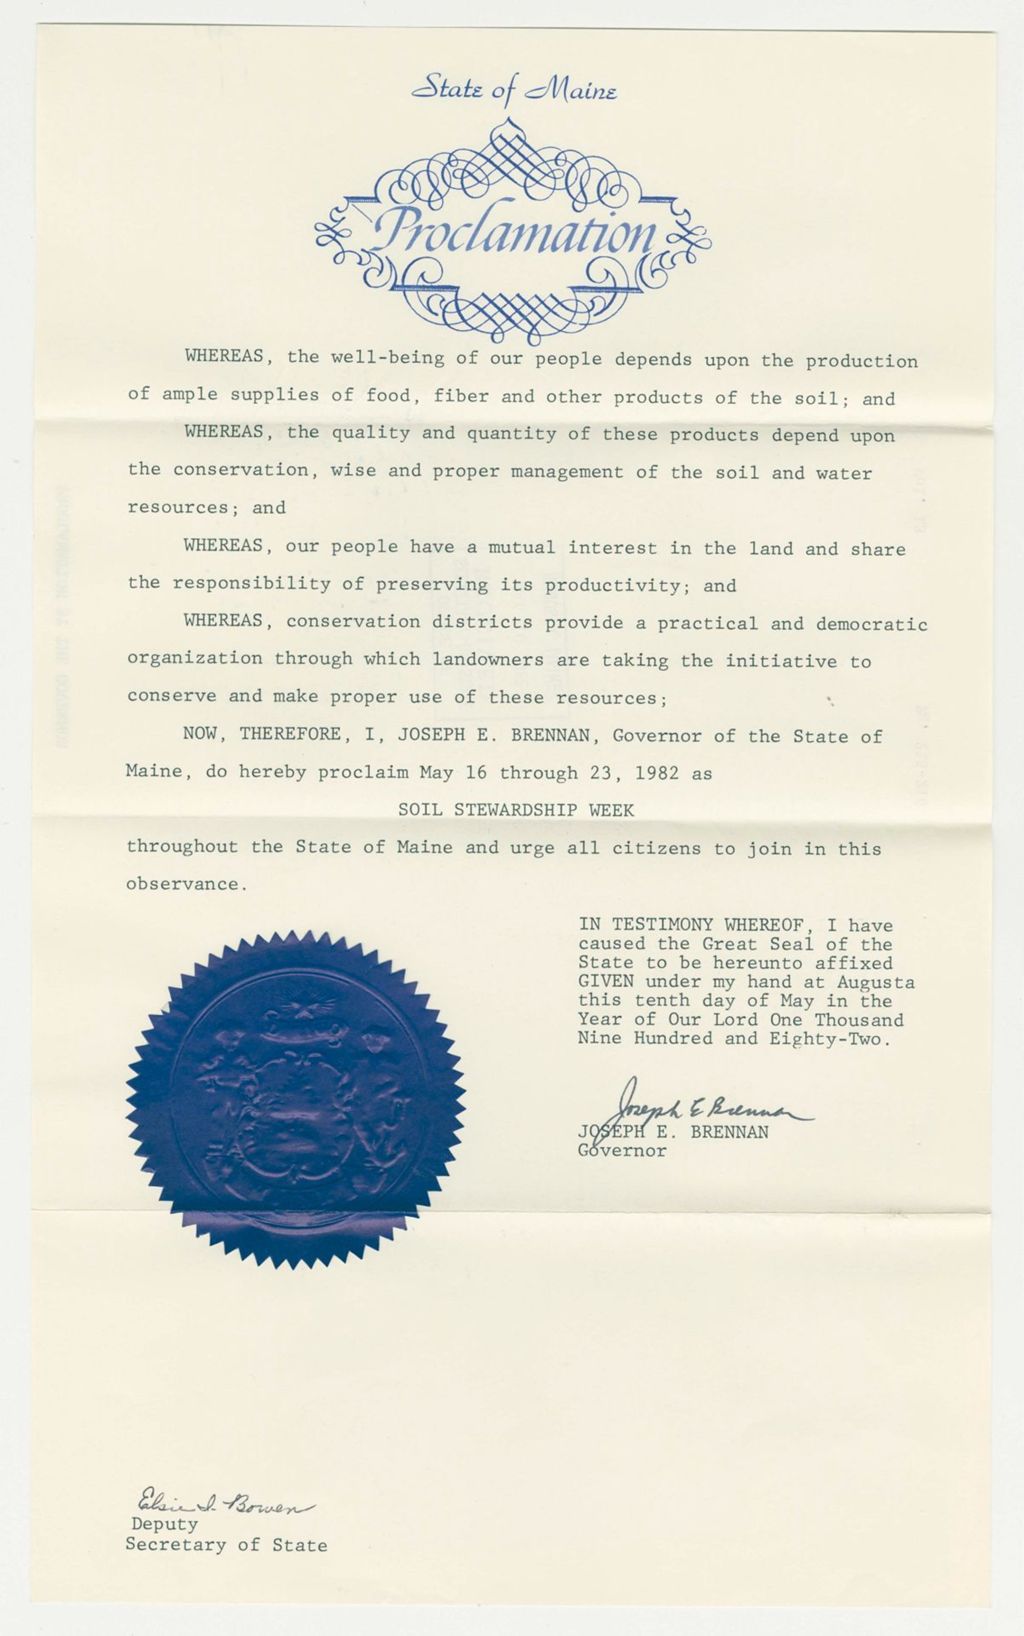 State of Maine
Proclamation
WHEREAS, the well-being of our people depends upon the production
of ample supplies of food, fiber and other products of the soil; and
WHEREAS, the quality and quantity of these products depend upon
the conservation, wise and proper management of the soil and water
resources; and
WHEREAS, our people have a mutual interest in the land and share
the responsibility of preserving its productivity; and
WHEREAS, conservation districts provide a practical and democratic
organization through which landowners are taking the initiative to
conserve and make proper use of these resources;
NOW, THEREFORE, I, JOSEPH E. BRENNAN, Governor of the State of
Maine, do hereby proclaim May 16 through 23, 1982 as
SOIL STEWARDSHIP WEEK
throughout the State of Maine and urge all citizens to join in this
observance.
IN TESTIMONY WHEREOF, I have
caused the Great Seal of the
State to be hereunto affixed
GIVEN under my hand at Augusta
this tenth day of May in the
Year of Our Lord One Thousand
Nine Hundred and Eighty-Two.
Joseph E Brennan
JOSEPH E. BRENNAN
Governor
Elsie I. Bowen
Deputy
Secretary of State